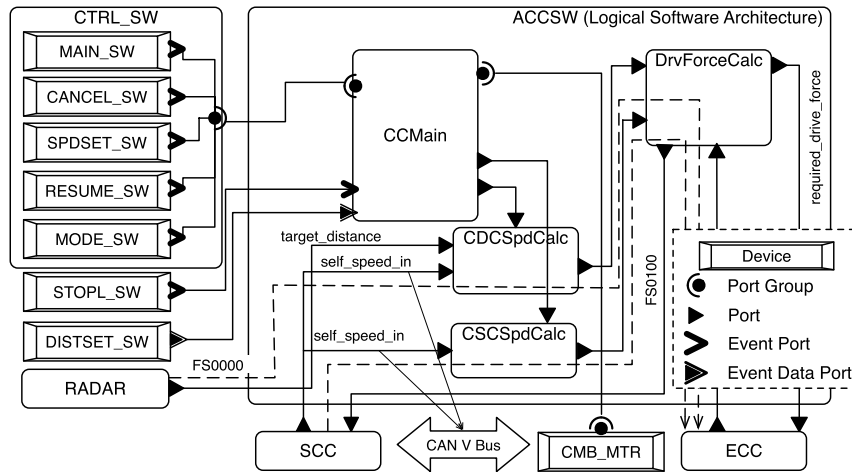 CTRL_SW
ACCSW (Logical Software Architecture)
MAIN_SW
CANCEL_SW
SPDSET_SW
RESUME_SW
MODE_SW
STOPL_SW
DISTSET_SW
RADAR
CCMain
DrvForceCalc
required_drive_force
target_distance
CDCSpdCalc
self_speed_in
self_speed_in
CSCSpdCalc
FS0000
FS0100
Device
Port Group
Port
Event Port
Event Data Port
SCC
CAN V Bus
CMB_MTR
ECC